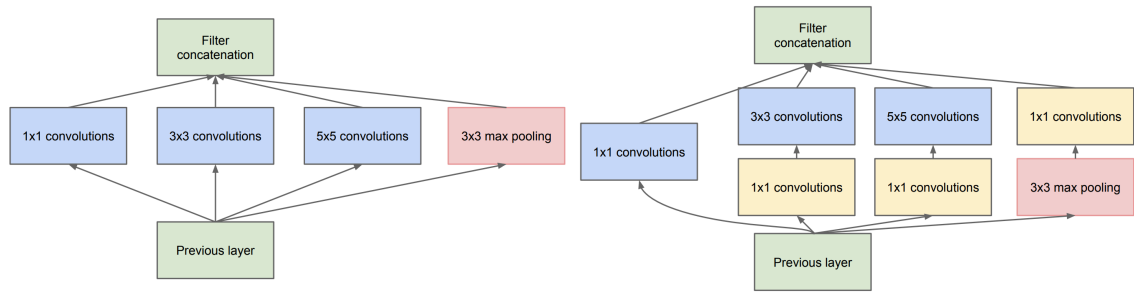 Filter
concatenation
1x1 convolutions
3x3 convolutions
5x5 convolutions
3x3 max pooling
Previous layer
Filter
concatenation
3x3 convolutions
5x5 convolutions
1x1 convolutions
1x1 convolutions
1x1 convolutions
1x1 convolutions
3x3 max pooling
Previous layer